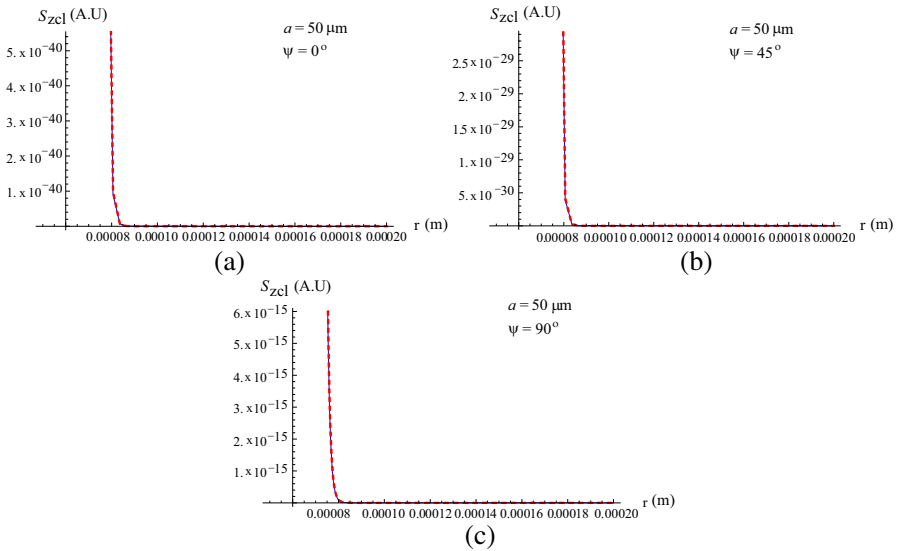 S_zcl (A.U)
a = 50 μm
ψ = 0°
5. x 10^-40
4. x 10^-40
3. x 10^-40
2. x 10^-40
1. x 10^-40
0.00008 0.00010 0.00012 0.00014 0.00016 0.00018 0.00020
r (m)
(a)
S_zcl (A.U)
a = 50 μm
ψ = 45°
2.5 x 10^-29
2. x 10^-29
1.5 x 10^-29
1. x 10^-29
5. x 10^-30
0.00008 0.00010 0.00012 0.00014 0.00016 0.00018 0.00020
r (m)
(b)
S_zcl (A.U)
a = 50 μm
ψ = 90°
6. x 10^-15
5. x 10^-15
4. x 10^-15
3. x 10^-15
2. x 10^-15
1. x 10^-15
0.00008 0.00010 0.00012 0.00014 0.00016 0.00018 0.00020
r (m)
(c)